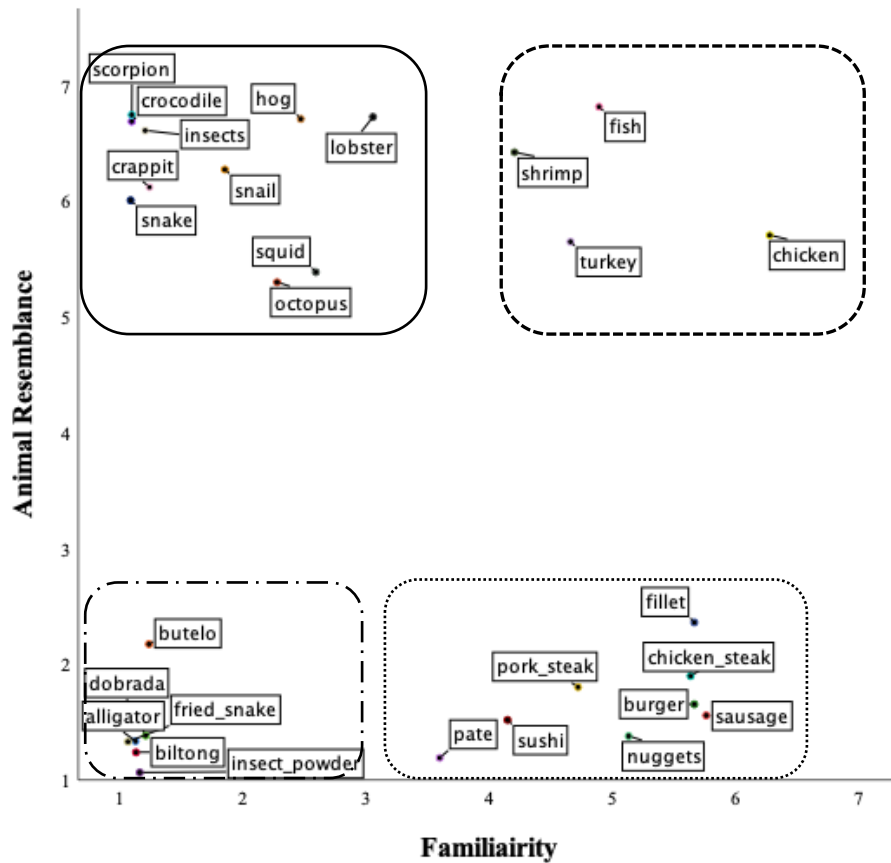 scorpion
7
crocodile
hog
fish
insects
lobster
shrimp
crappit
snail
6
snake
squid
turkey
chicken
octopus
5
Animal Resemblance
4
3
fillet
butelo
chicken_steak
pork_steak
2
dobrada
alligator
fried_snake
burger
sausage
pate
sushi
biltong
nuggets
insect_powder
1
1 2 3 4 5 6 7
Familiairity